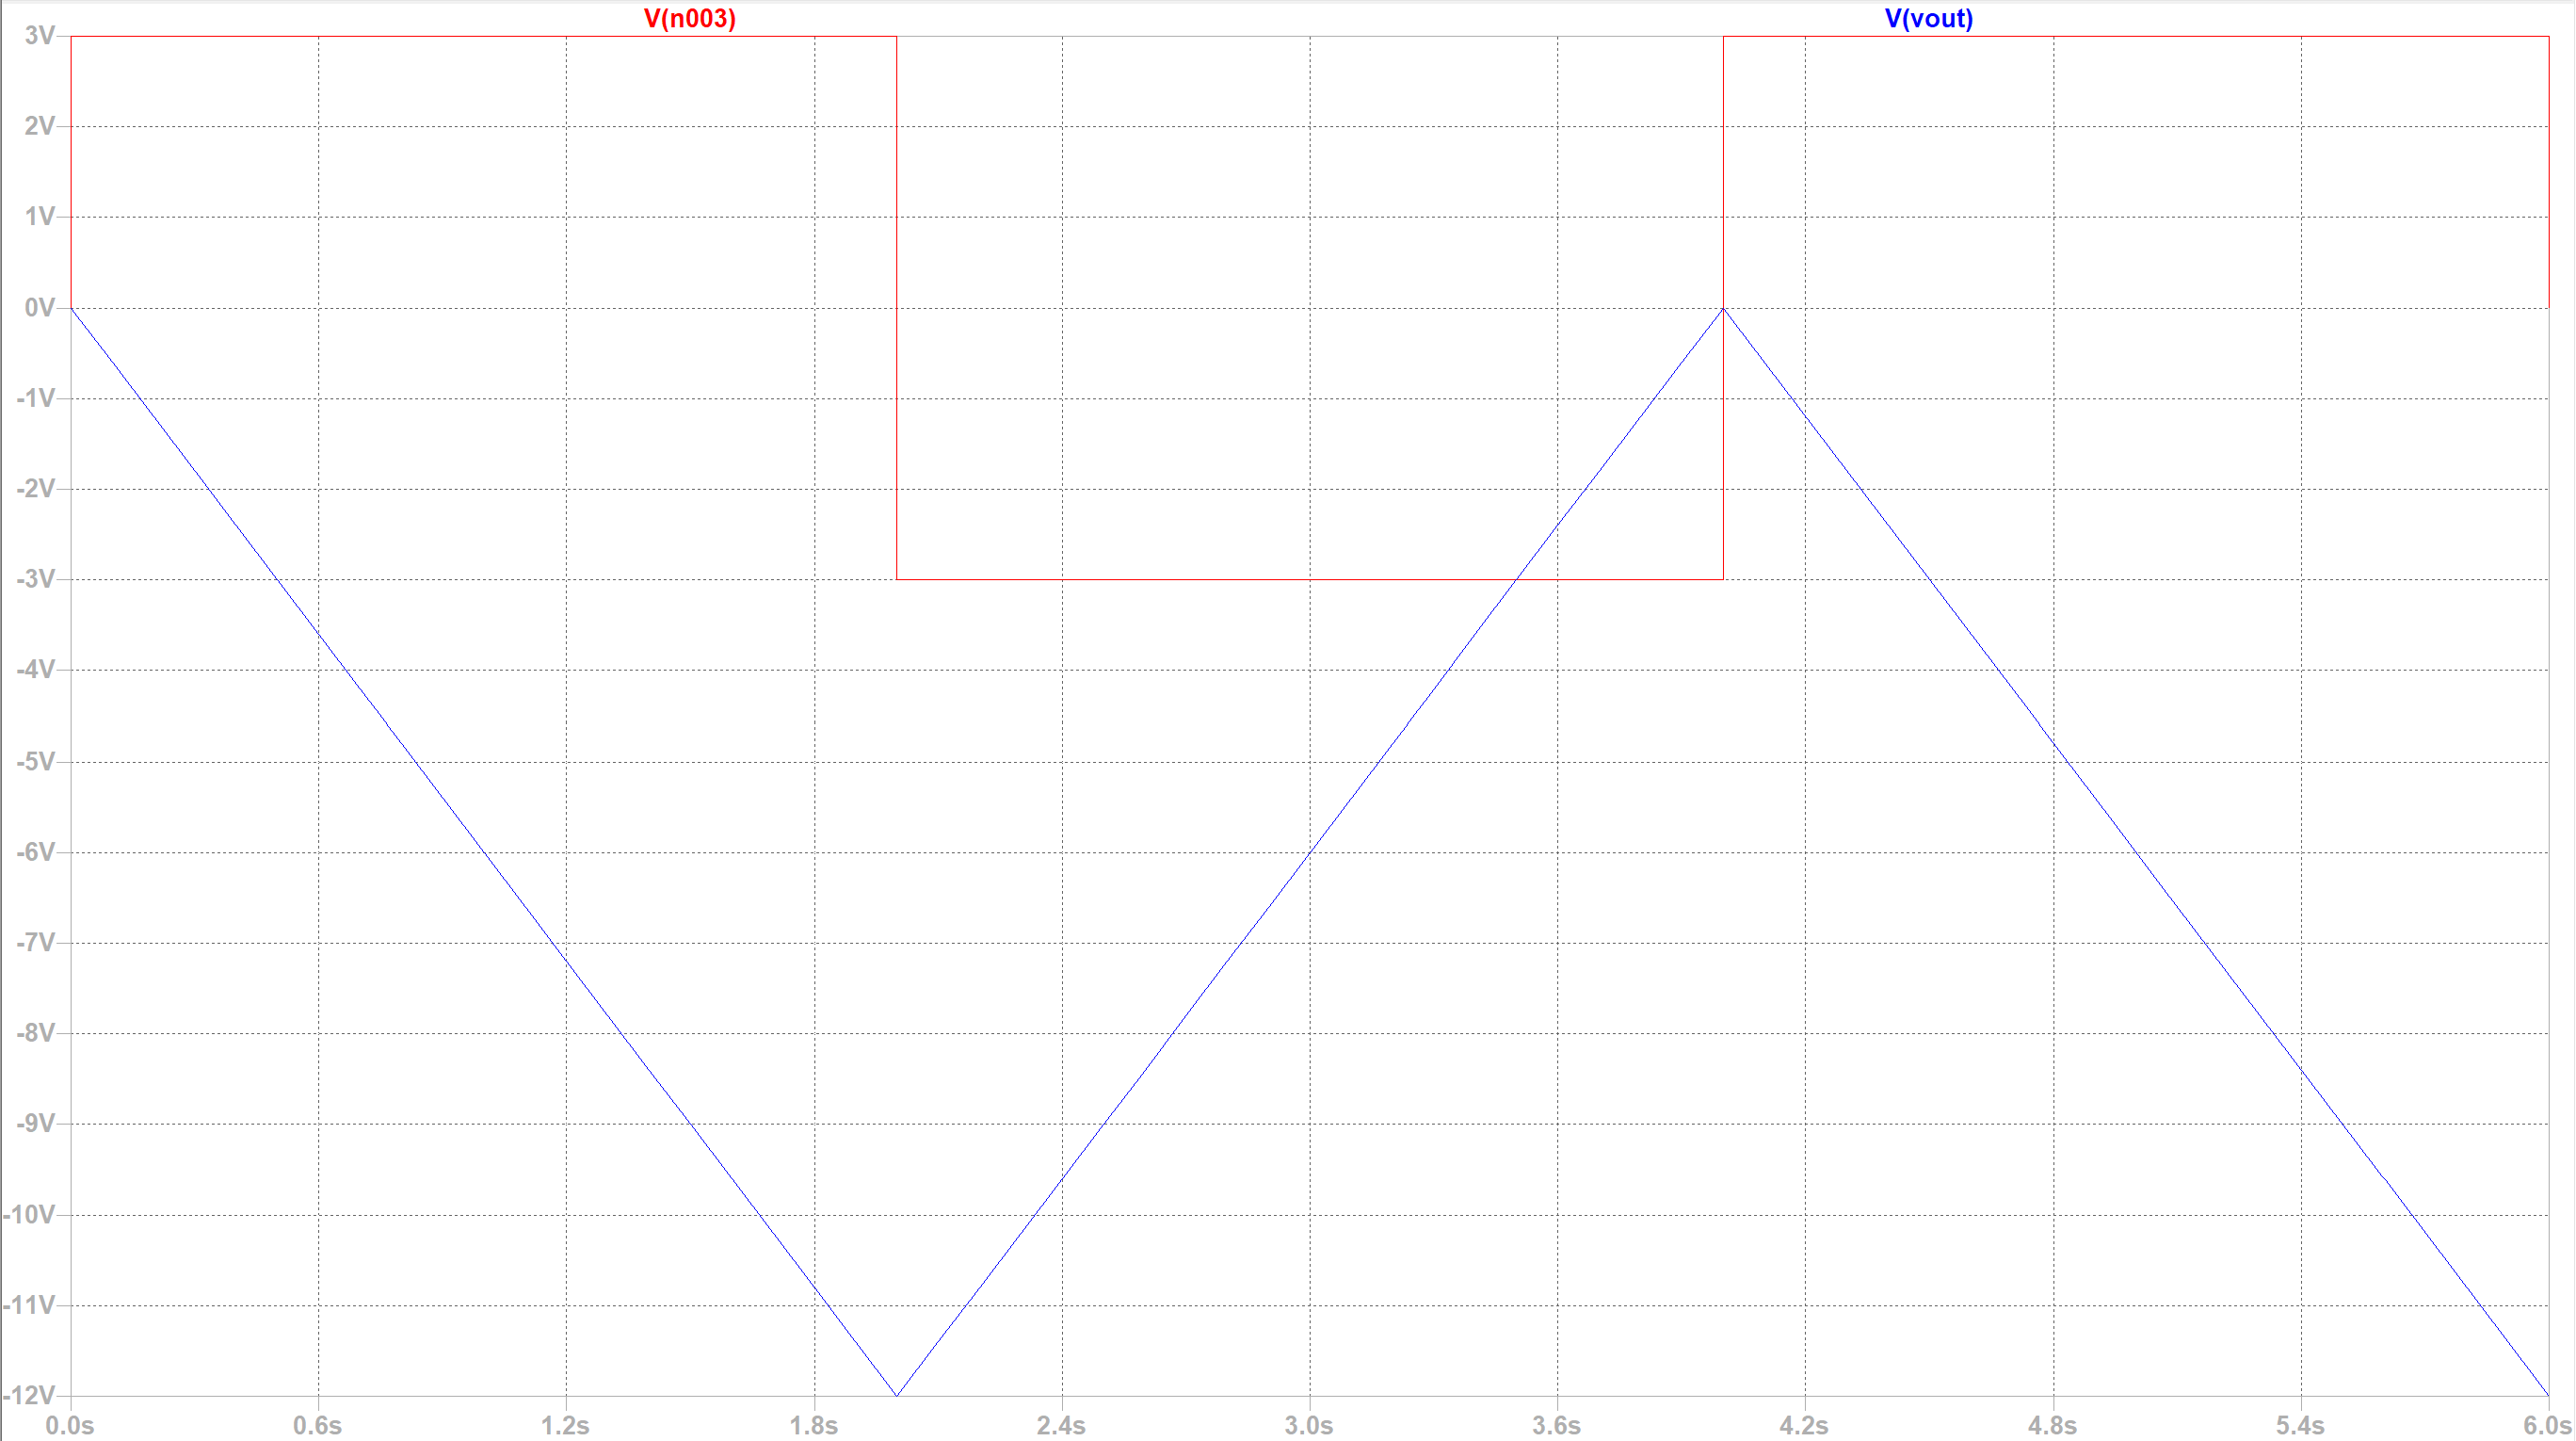 V(n003) V(vout)
3V
2V
1V
0V
-1V
-2V
-3V
-4V
-5V
-6V
-7V
-8V
-9V
-10V
-11V
-12V
0.0s 0.6s 1.2s 1.8s 2.4s 3.0s 3.6s 4.2s 4.8s 5.4s 6.0s